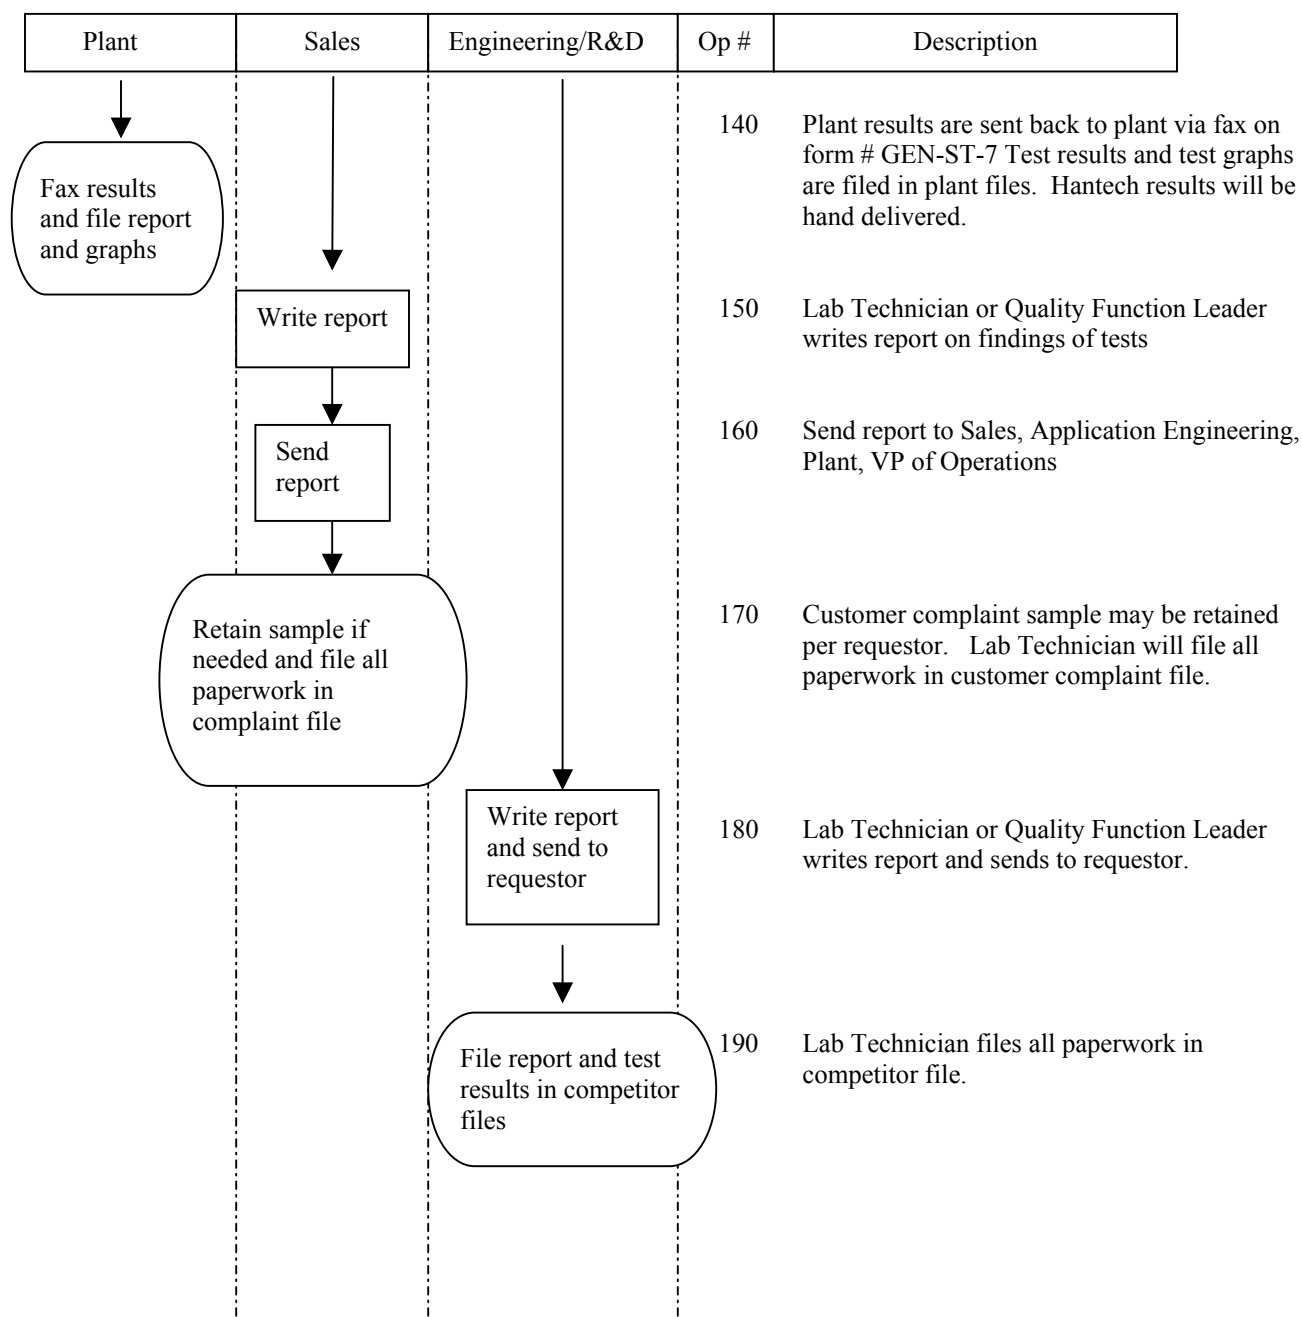 Plant Sales Engineering/R&D Op # Description
Fax results
and file report
and graphs
140 Plant results are sent back to plant via fax on
form # GEN-ST-7 Test results and test graphs
are filed in plant files.  Hantech results will be
hand delivered.
Write report
150 Lab Technician or Quality Function Leader
writes report on findings of tests
Send
report
160 Send report to Sales, Application Engineering,
Plant, VP of Operations
Retain sample if
needed and file all
paperwork in
complaint file
170 Customer complaint sample may be retained
per requestor.   Lab Technician will file all
paperwork in customer complaint file.
Write report
and send to
requestor
180 Lab Technician or Quality Function Leader
writes report and sends to requestor.
File report and test
results in competitor
files
190 Lab Technician files all paperwork in
competitor file.